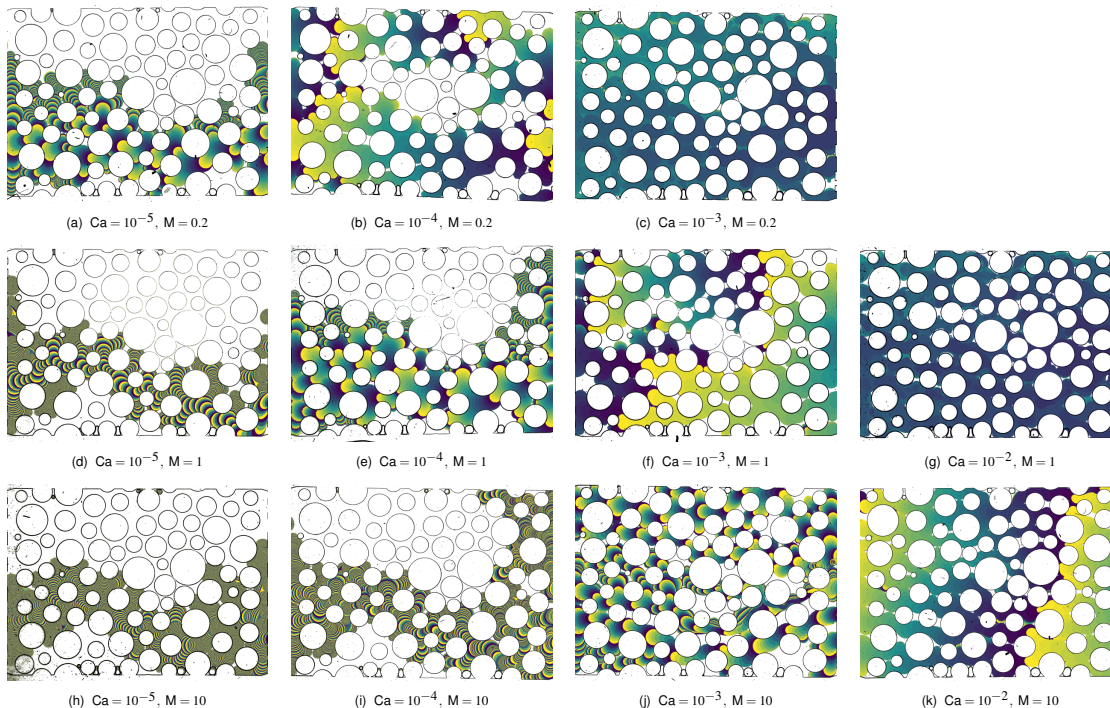 (a) Ca = 10⁻⁵, M = 0.2
(b) Ca = 10⁻⁴, M = 0.2
(c) Ca = 10⁻³, M = 0.2
(d) Ca = 10⁻⁵, M = 1
(e) Ca = 10⁻⁴, M = 1
(f) Ca = 10⁻³, M = 1
(g) Ca = 10⁻², M = 1
(h) Ca = 10⁻⁵, M = 10
(i) Ca = 10⁻⁴, M = 10
(j) Ca = 10⁻³, M = 10
(k) Ca = 10⁻², M = 10